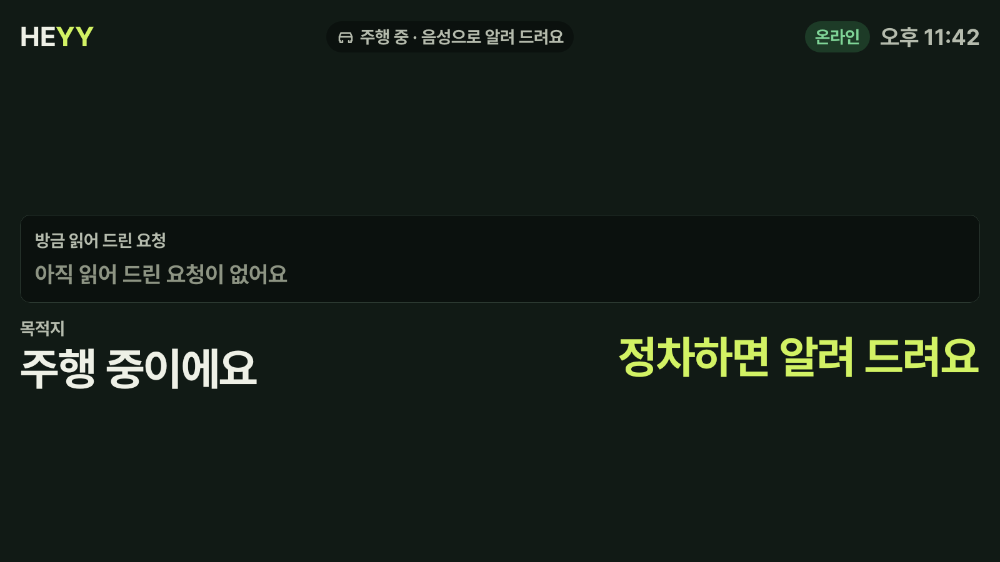 HEYY
주행 중 · 음성으로 알려 드려요
온라인
오후 11:42
방금 읽어 드린 요청
아직 읽어 드린 요청이 없어요
목적지
주행 중이에요
정차하면 알려 드려요